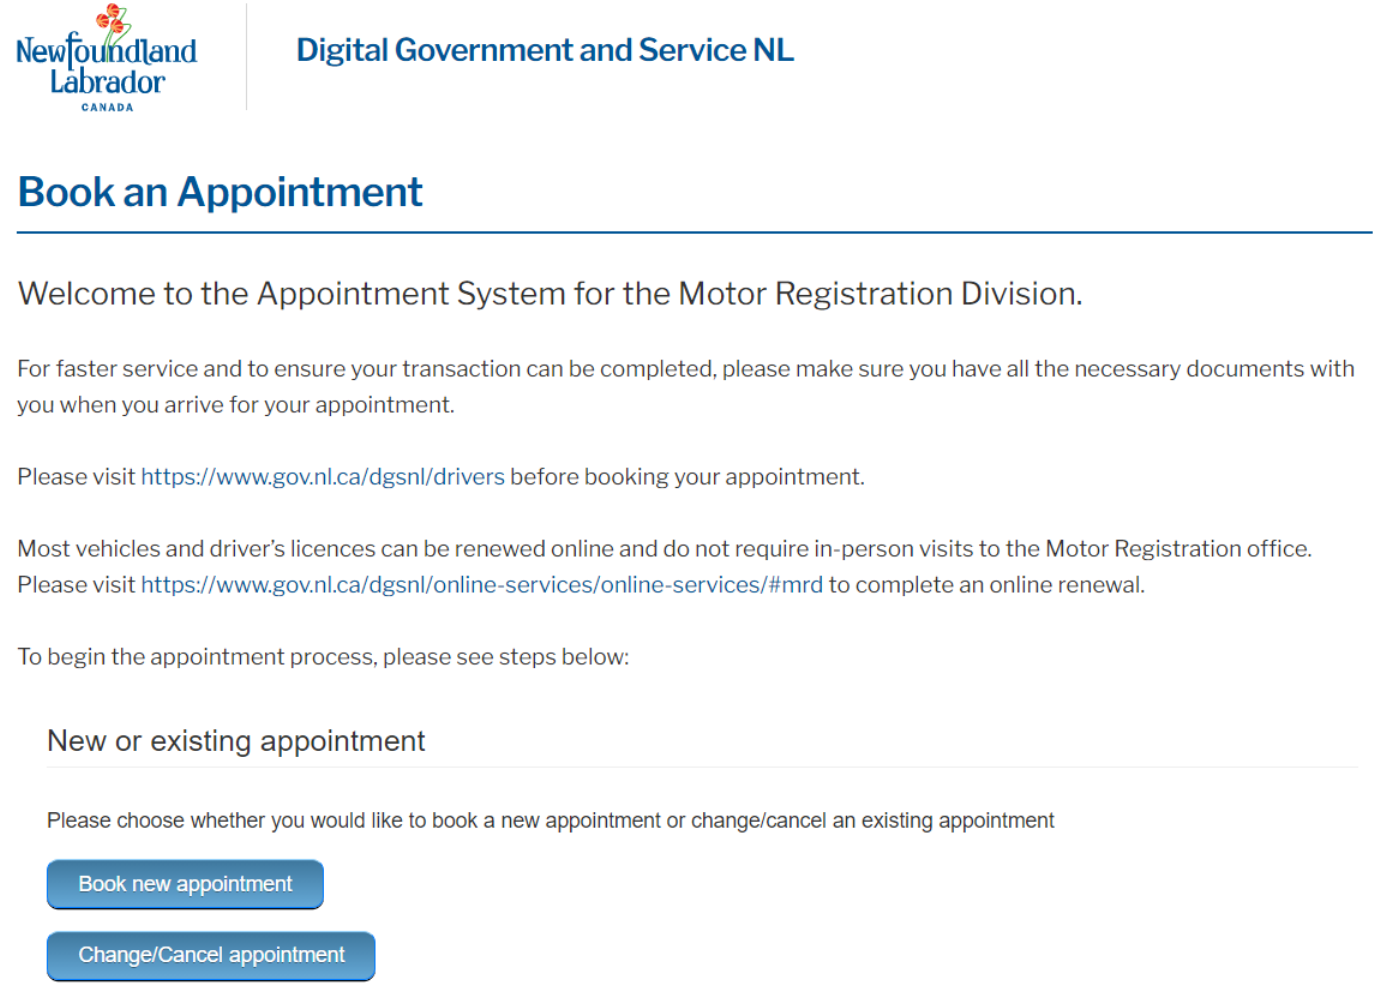 Newfoundland
Labrador
CANADA
Digital Government and Service NL
Book an Appointment
Welcome to the Appointment System for the Motor Registration Division.
For faster service and to ensure your transaction can be completed, please make sure you have all the necessary documents with
you when you arrive for your appointment.
Please visit https://www.gov.nl.ca/dgsnl/drivers before booking your appointment.
Most vehicles and driver’s licences can be renewed online and do not require in-person visits to the Motor Registration office.
Please visit https://www.gov.nl.ca/dgsnl/online-services/online-services/#mrd to complete an online renewal.
To begin the appointment process, please see steps below:
New or existing appointment
Please choose whether you would like to book a new appointment or change/cancel an existing appointment
Book new appointment
Change/Cancel appointment